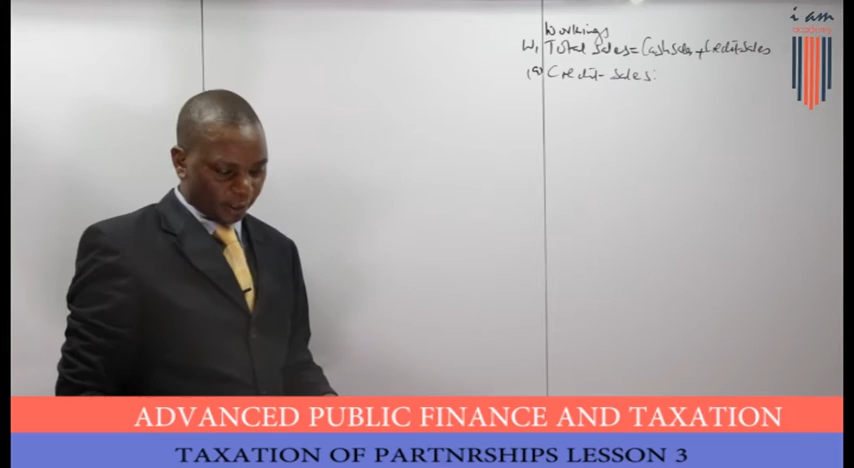 Workings
W1 Total Sales = Cash Sales + Credit Sales
(a) Credit Sales:
i am
academy
ADVANCED PUBLIC FINANCE AND TAXATION
TAXATION OF PARTNRSHIPS LESSON 3